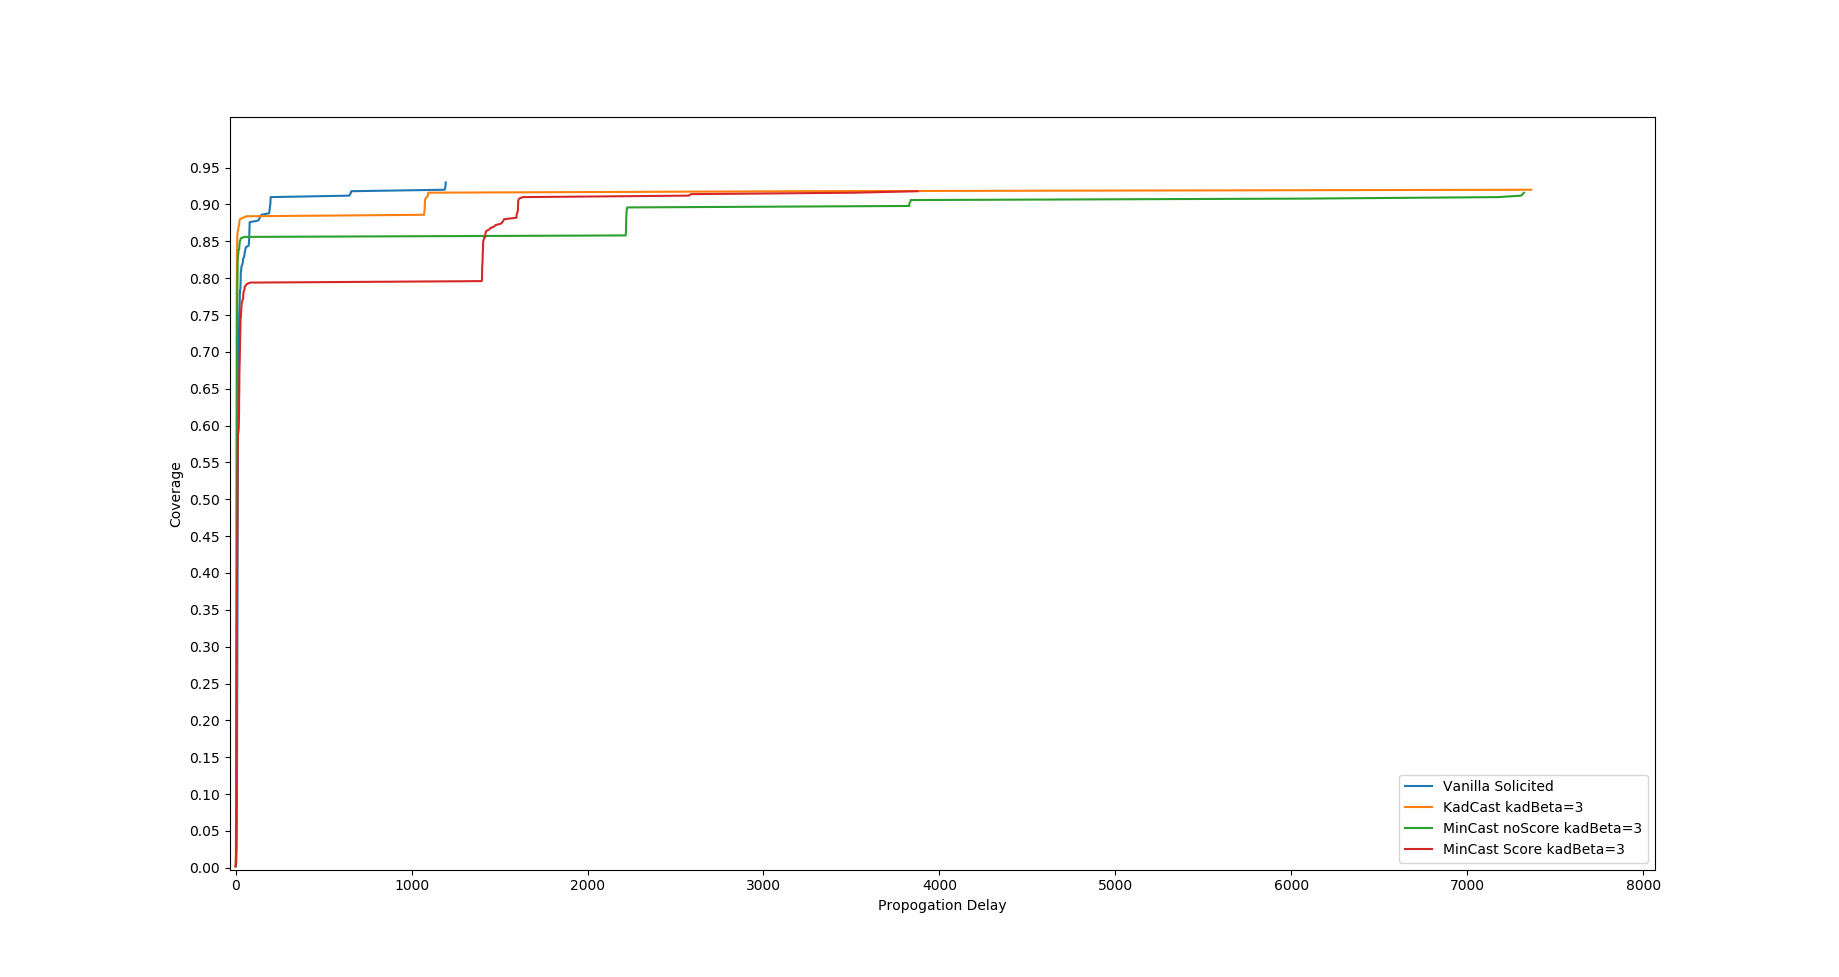 0.95
0.90
0.85
0.80
0.75
0.70
0.65
0.60
0.55
0.50
0.45
0.40
0.35
0.30
0.25
0.20
0.15
0.10
0.05
0.00
Coverage
Vanilla Solicited
KadCast kadBeta=3
MinCast noScore kadBeta=3
MinCast Score kadBeta=3
0 1000 2000 3000 4000 5000 6000 7000 8000
Propogation Delay